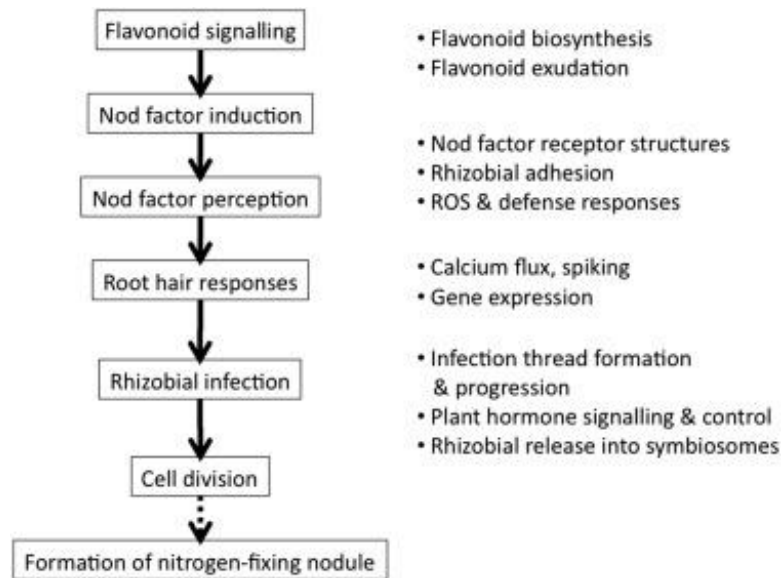 Flavonoid signalling
• Flavonoid biosynthesis
• Flavonoid exudation
Nod factor induction
• Nod factor receptor structures
• Rhizobial adhesion
• ROS & defense responses
Nod factor perception
Root hair responses
• Calcium flux, spiking
• Gene expression
Rhizobial infection
• Infection thread formation
& progression
• Plant hormone signalling & control
• Rhizobial release into symbiosomes
Cell division
Formation of nitrogen-fixing nodule